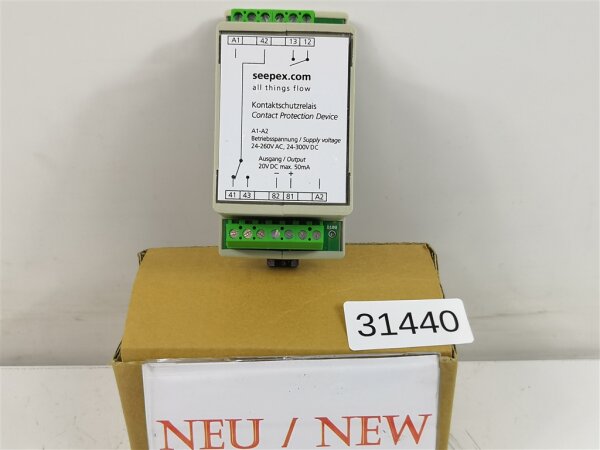 A1 42 13 12
seepex.com
all things flow
Kontaktschutzrelais
Contact Protection Device
A1-A2
Betriebsspannung / Supply voltage
24-260V AC, 24-300V DC
Ausgang / Output
20V DC max. 50mA
− +
41 43 82 81 A2
31440
NEU / NEW